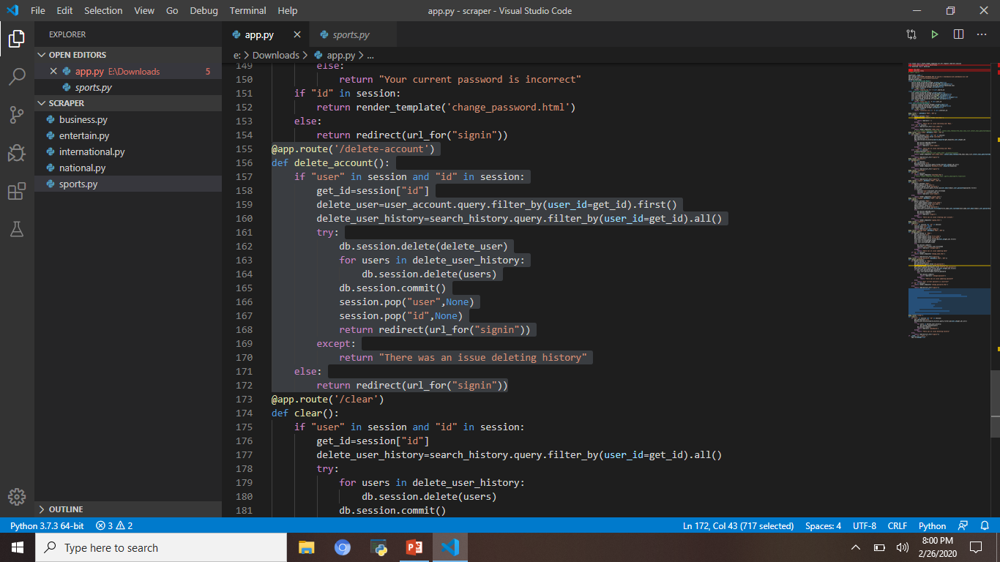 File Edit Selection View Go Debug Terminal Help app.py - scraper - Visual Studio Code
EXPLORER
OPEN EDITORS
app.py E:\Downloads 5
sports.py
SCRAPER
business.py
entertain.py
international.py
national.py
sports.py
OUTLINE
app.py
sports.py
e: > Downloads > app.py > ...
149 else:
150 return "Your current password is incorrect"
151 if "id" in session:
152 return render_template('change_password.html')
153 else:
154 return redirect(url_for("signin"))
155 @app.route('/delete-account')
156 def delete_account():
157 if "user" in session and "id" in session:
158 get_id=session["id"]
159 delete_user=user_account.query.filter_by(user_id=get_id).first()
160 delete_user_history=search_history.query.filter_by(user_id=get_id).all()
161 try:
162 db.session.delete(delete_user)
163 for users in delete_user_history:
164 db.session.delete(users)
165 db.session.commit()
166 session.pop("user",None)
167 session.pop("id",None)
168 return redirect(url_for("signin"))
169 except:
170 return "There was an issue deleting history"
171 else:
172 return redirect(url_for("signin"))
173 @app.route('/clear')
174 def clear():
175 if "user" in session and "id" in session:
176 get_id=session["id"]
177 delete_user_history=search_history.query.filter_by(user_id=get_id).all()
178 try:
179 for users in delete_user_history:
180 db.session.delete(users)
181 db.session.commit()
Python 3.7.3 64-bit 3 2 Ln 172, Col 43 (717 selected) Spaces: 4 UTF-8 CRLF Python
Type here to search
8:00 PM
2/26/2020